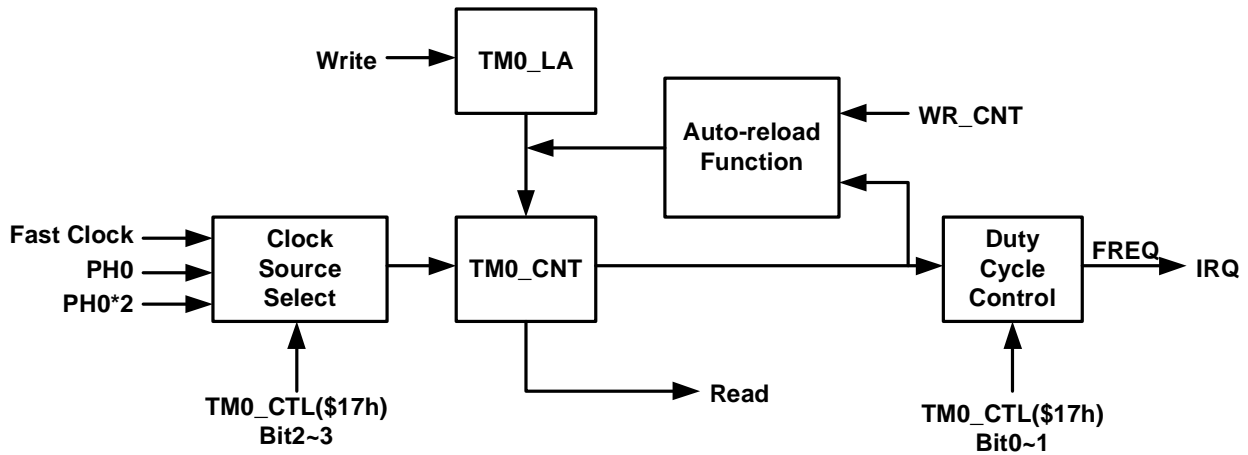 Write
TM0_LA
Auto-reload
Function
WR_CNT
Fast Clock
PH0
PH0*2
Clock
Source
Select
TM0_CNT
Duty
Cycle
Control
FREQ
IRQ
Read
TM0_CTL($17h)
Bit2~3
TM0_CTL($17h)
Bit0~1